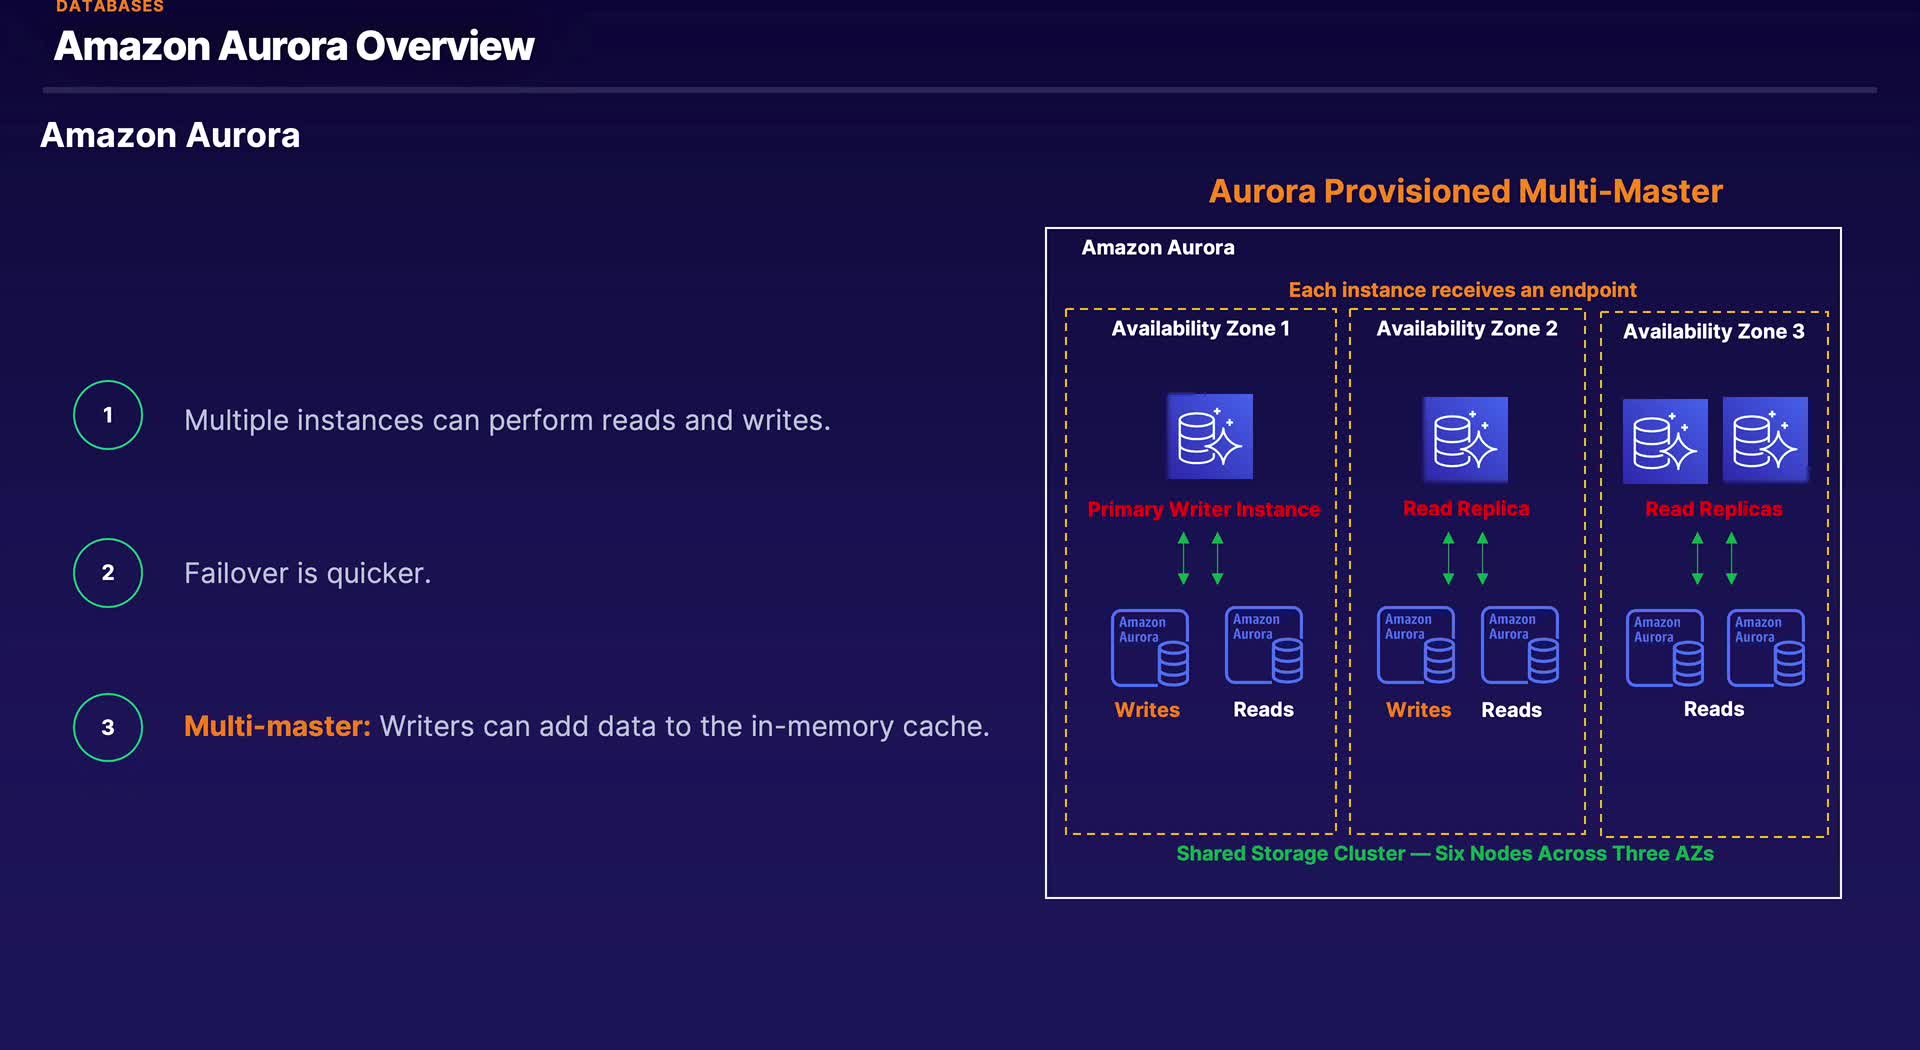 DATABASES
Amazon Aurora Overview
Amazon Aurora
1
Multiple instances can perform reads and writes.
2
Failover is quicker.
3
Multi-master: Writers can add data to the in-memory cache.
Aurora Provisioned Multi-Master
Amazon Aurora
Each instance receives an endpoint
Availability Zone 1
Availability Zone 2
Availability Zone 3
Primary Writer Instance
Read Replica
Read Replicas
Amazon
Aurora
Amazon
Aurora
Amazon
Aurora
Amazon
Aurora
Amazon
Aurora
Amazon
Aurora
Writes
Reads
Writes
Reads
Reads
Shared Storage Cluster — Six Nodes Across Three AZs